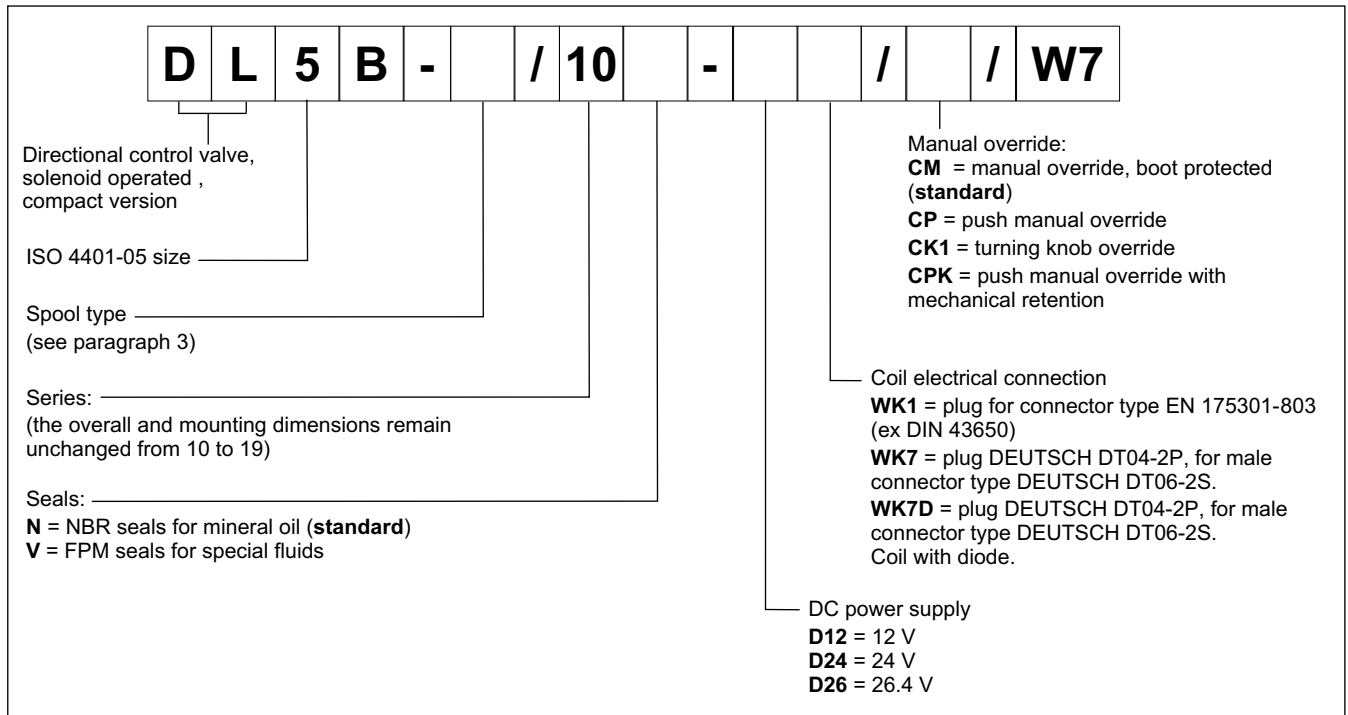 D L 5 B - / 10 - / / W7
Directional control valve,
solenoid operated ,
compact version
ISO 4401-05 size
Spool type
(see paragraph 3)
Series:
(the overall and mounting dimensions remain
unchanged from 10 to 19)
Seals:
N = NBR seals for mineral oil (standard)
V = FPM seals for special fluids
Manual override:
CM = manual override, boot protected
(standard)
CP = push manual override
CK1 = turning knob override
CPK = push manual override with
mechanical retention
Coil electrical connection
WK1 = plug for connector type EN 175301-803
(ex DIN 43650)
WK7 = plug DEUTSCH DT04-2P, for male
connector type DEUTSCH DT06-2S.
WK7D = plug DEUTSCH DT04-2P, for male
connector type DEUTSCH DT06-2S.
Coil with diode.
DC power supply
D12 = 12 V
D24 = 24 V
D26 = 26.4 V